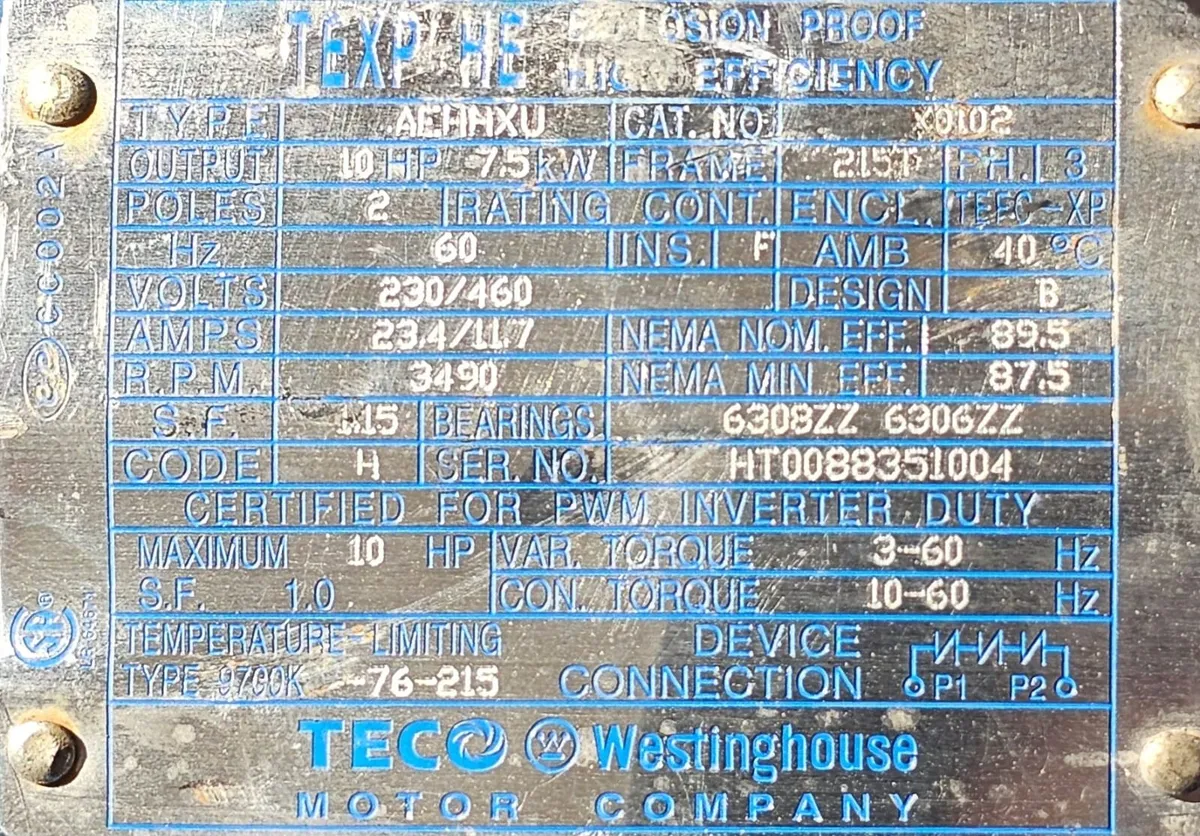 TEXP HE EXPLOSION PROOF
HIGH EFFICIENCY
TYPE AEHHXU CAT. NO X0102
OUTPUT 10 HP 7.5 kW FRAME 215T PH. 3
POLES 2 RATING CONT. ENCL. TEFC-XP
Hz 60 INS. F AMB 40 °C
VOLTS 230/460 DESIGN B
AMPS 23.4/11.7 NEMA NOM. EFF. 89.5
R.P.M. 3490 NEMA MIN. EFF. 87.5
S.F. 1.15 BEARINGS 6308ZZ 6306ZZ
CODE H SER. NO. HT0088351004
CERTIFIED FOR PWM INVERTER DUTY
MAXIMUM 10 HP VAR. TORQUE 3-60 Hz
S.F. 1.0 CON. TORQUE 10-60 Hz
TEMPERATURE-LIMITING DEVICE
TYPE 9700K -76-215 CONNECTION P1 P2
TECO W Westinghouse
MOTOR COMPANY
CC002A